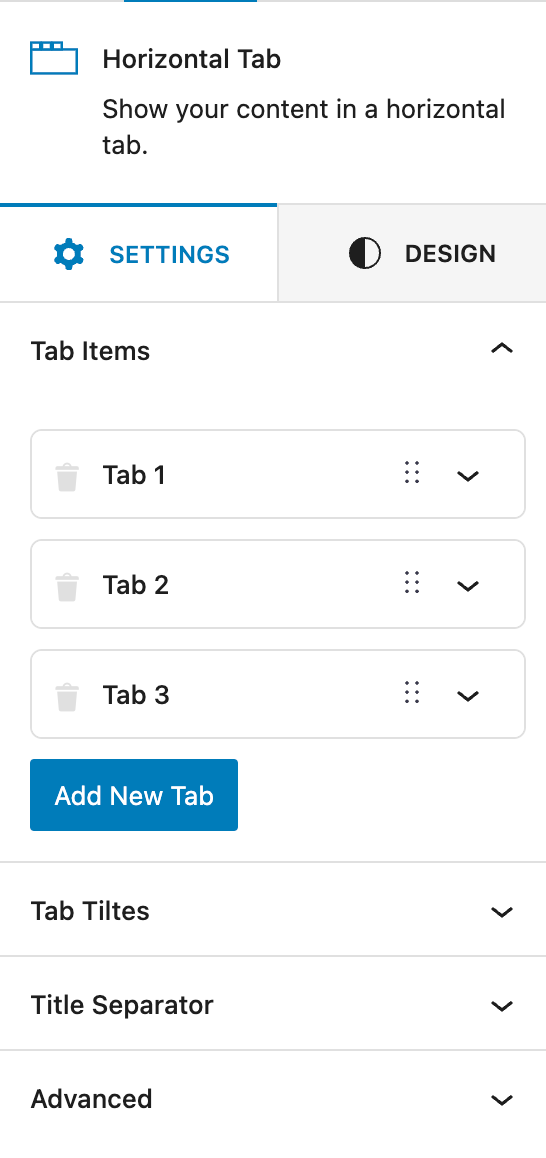 Horizontal Tab
Show your content in a horizontal
tab.
SETTINGS
DESIGN
Tab Items
Tab 1
Tab 2
Tab 3
Add New Tab
Tab Tiltes
Title Separator
Advanced